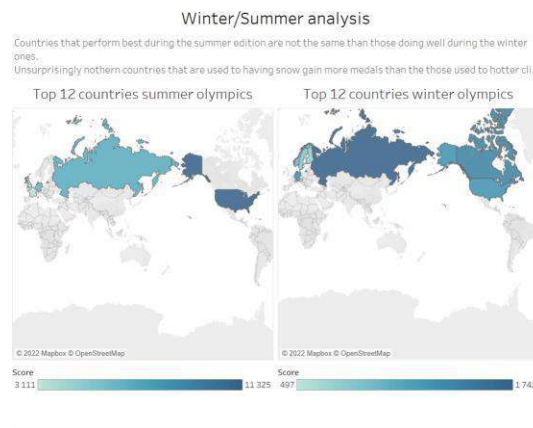 Winter/Summer analysis
Countries that perform best during the summer edition are not the same than those doing well during the winter
ones.
Unsurprisingly nothern countries that are used to having snow gain more medals than the those used to hotter cli
Top 12 countries summer olympics
Top 12 countries winter olympics
© 2022 Mapbox © OpenStreetMap
© 2022 Mapbox © OpenStreetMap
Score
3 111
11 325
Score
497
1 74